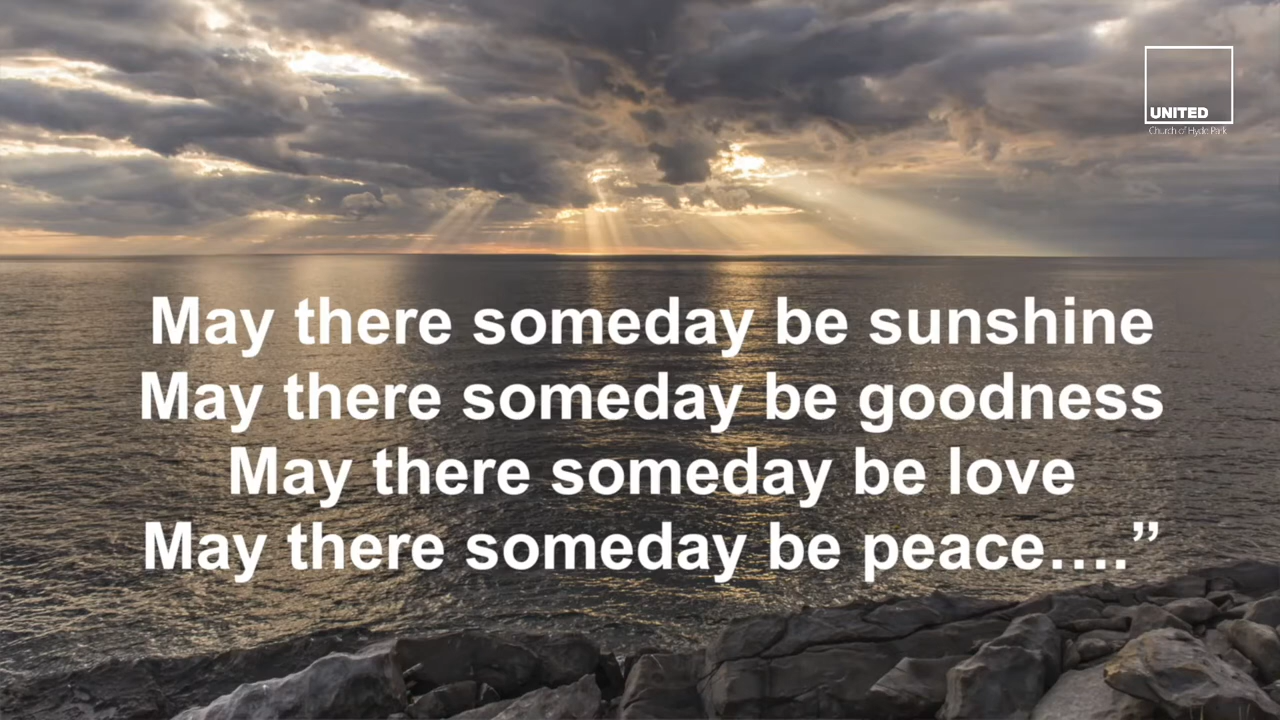 UNITED
Church of Hyde Park
May there someday be sunshine
May there someday be goodness
May there someday be love
May there someday be peace….”